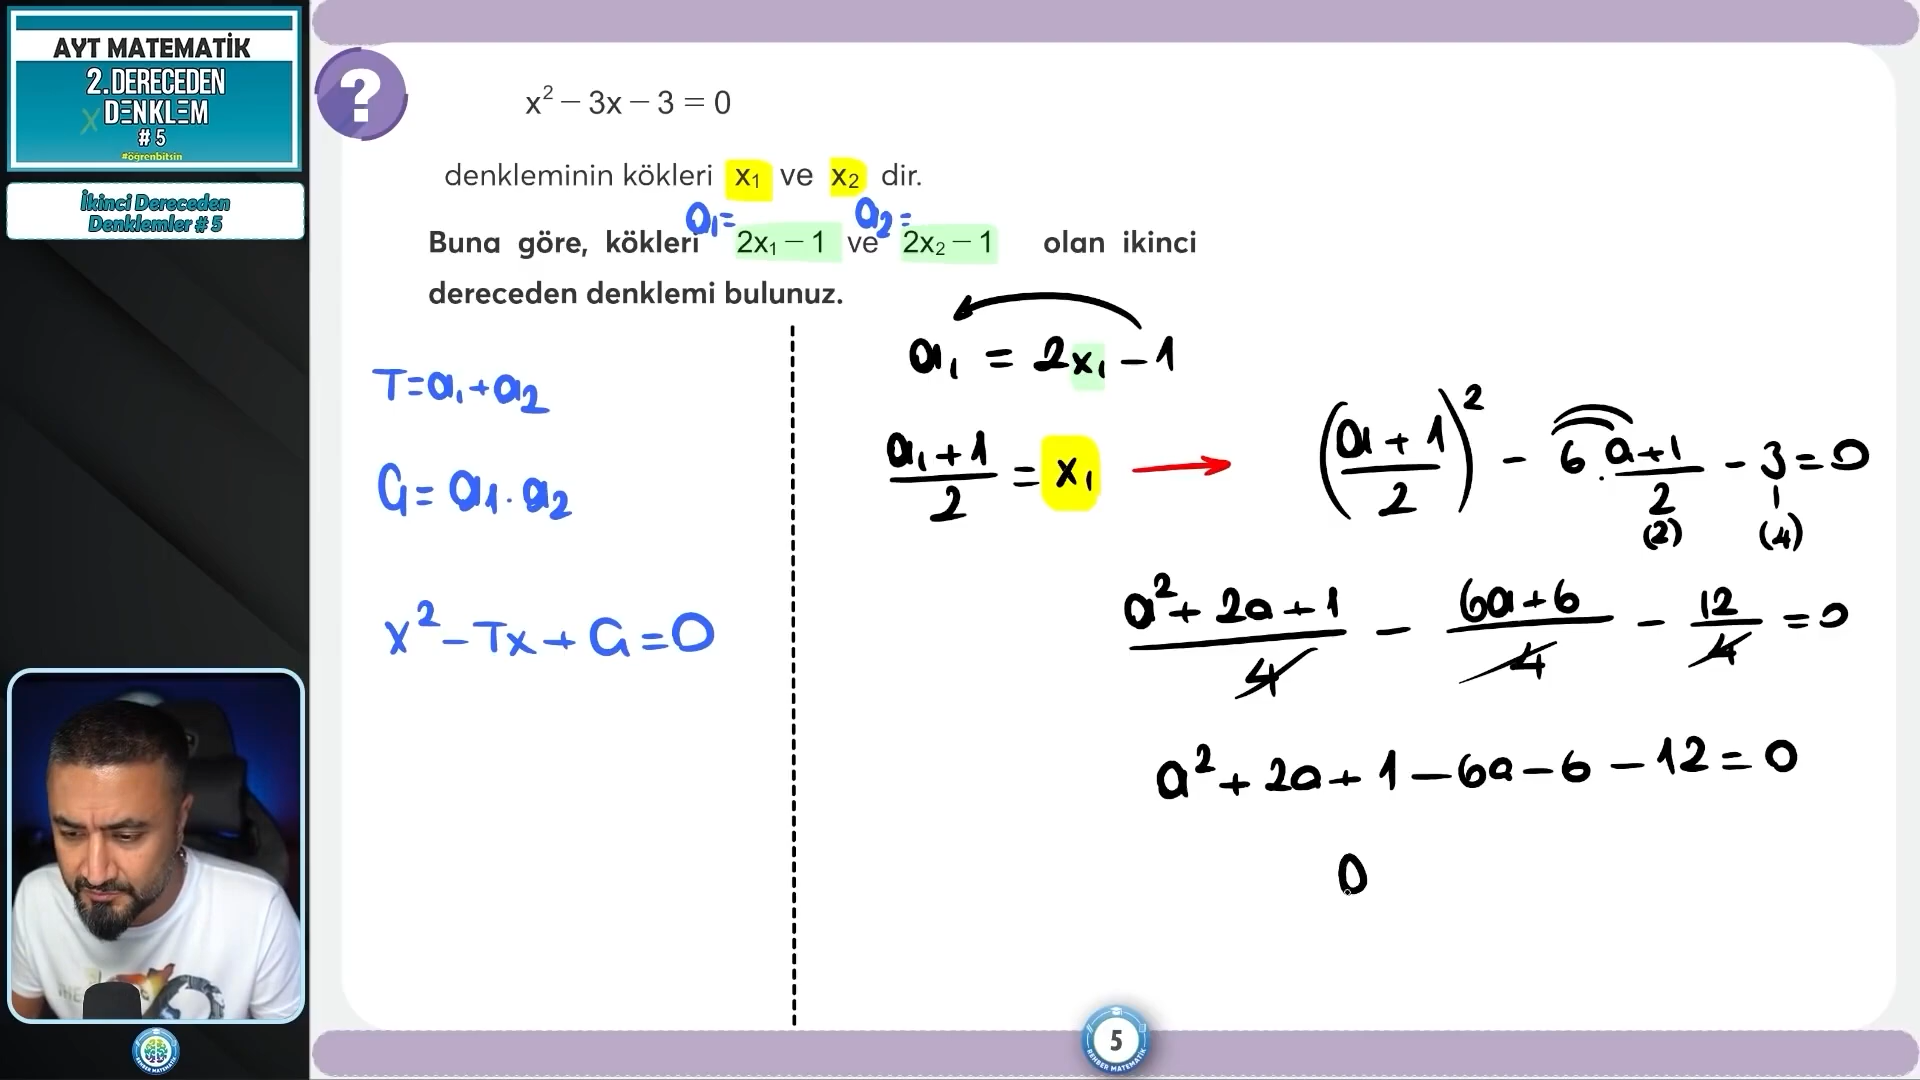 AYT MATEMATİK
2.DERECEDEN
DENKLEM
# 5
#öğrenbitsin
İkinci Dereceden
Denklemler # 5
?
x² − 3x − 3 = 0
denkleminin kökleri x₁ ve x₂ dir.
a₁= a₂=
Buna göre, kökleri 2x₁ − 1 ve 2x₂ − 1 olan ikinci
dereceden denklemi bulunuz.
T=a₁+a₂
Ç=a₁.a₂
x²−Tx+Ç=0
a₁ = 2x₁ − 1
(a₁+1)/2 = x₁ → ((a+1)/2)² − 6.(a+1)/2 − 3=0
(2) (4)
(a²+2a+1)/4 − (6a+6)/4 − 12/4 =0
a²+2a+1−6a−6−12=0
0
5
REHBER MATEMATİK
REHBER MATEMATİK